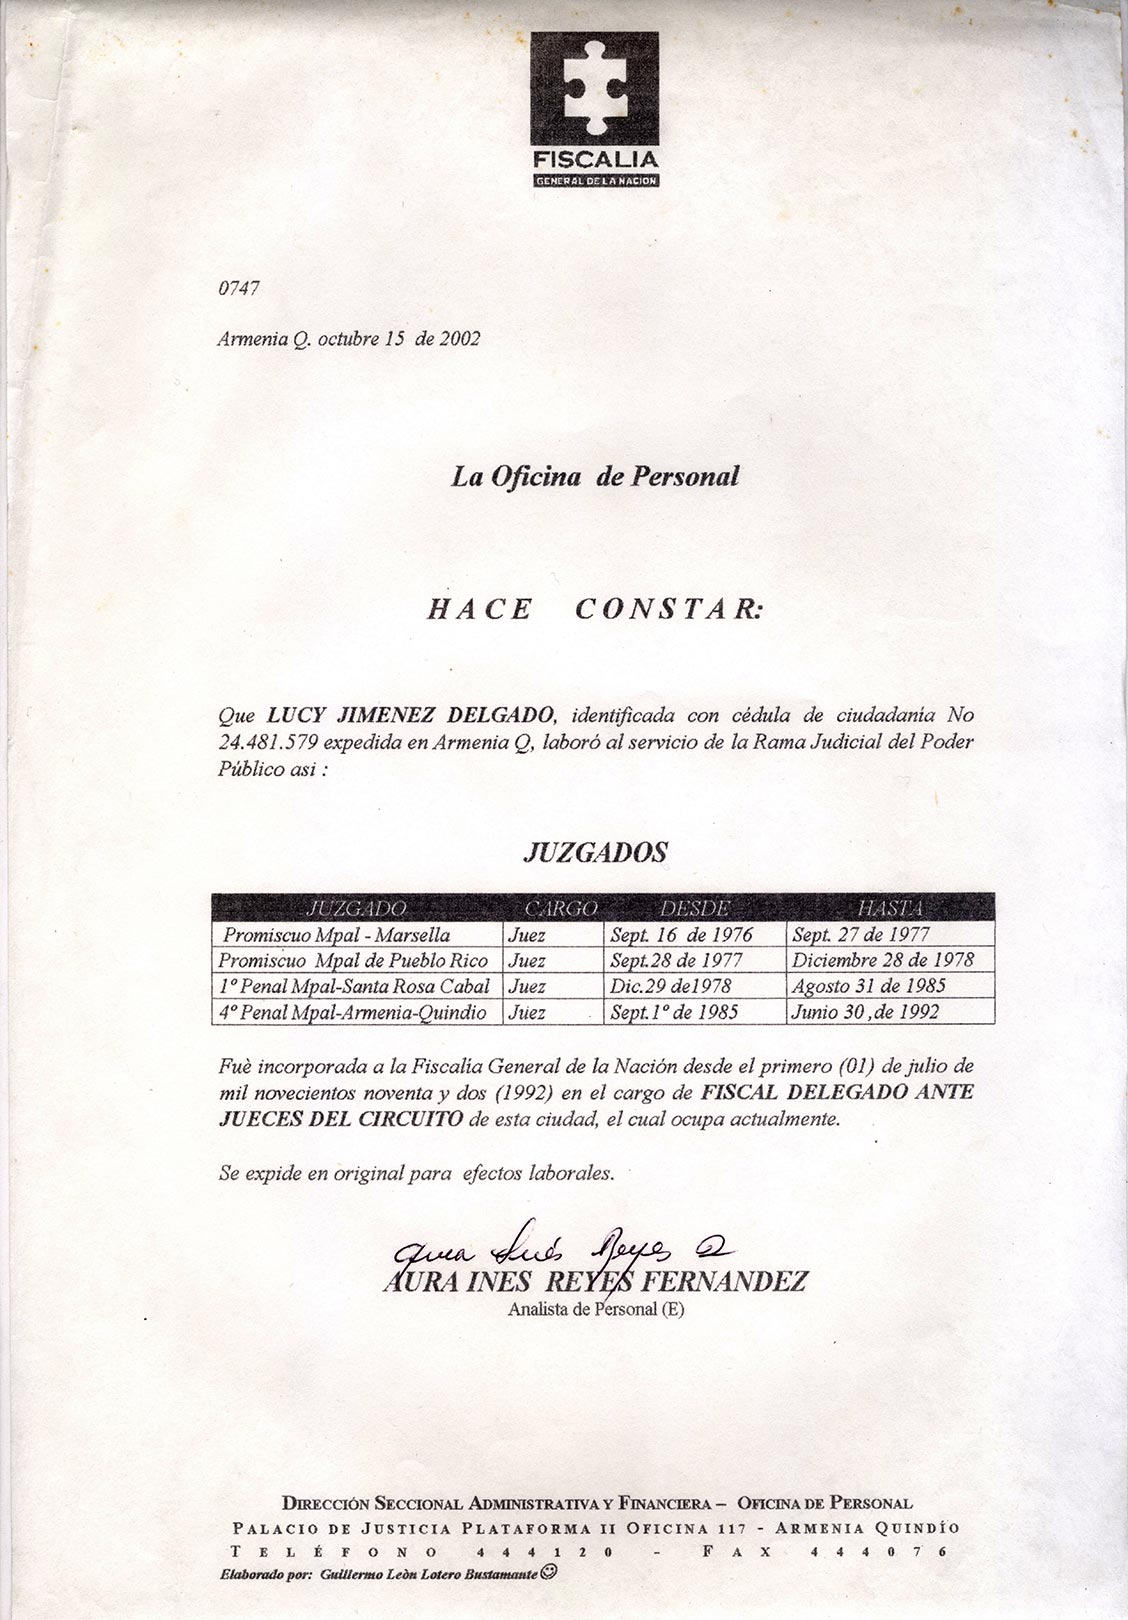 FISCALIA
GENERAL DE LA NACION
0747
Armenia Q. octubre 15 de 2002
La Oficina de Personal
HACE CONSTAR:
Que LUCY JIMENEZ DELGADO, identificada con cédula de ciudadanía No
24.481.579 expedida en Armenia Q, laboró al servicio de la Rama Judicial del Poder
Público asi :
JUZGADOS
JUZGADO CARGO DESDE HASTA
Promiscuo Mpal - Marsella Juez Sept. 16 de 1976 Sept. 27 de 1977
Promiscuo Mpal de Pueblo Rico Juez Sept.28 de 1977 Diciembre 28 de 1978
1º Penal Mpal-Santa Rosa Cabal Juez Dic.29 de1978 Agosto 31 de 1985
4º Penal Mpal-Armenia-Quindio Juez Sept.1º de 1985 Junio 30 ,de 1992
Fuè incorporada a la Fiscalía General de la Nación desde el primero (01) de julio de
mil novecientos noventa y dos (1992) en el cargo de FISCAL DELEGADO ANTE
JUECES DEL CIRCUITO de esta ciudad, el cual ocupa actualmente.
Se expide en original para efectos laborales.
Aura Inés Reyes
AURA INES REYES FERNANDEZ
Analista de Personal (E)
DIRECCIÓN SECCIONAL ADMINISTRATIVA Y FINANCIERA – OFICINA DE PERSONAL
PALACIO DE JUSTICIA PLATAFORMA II OFICINA 117 - ARMENIA QUINDÍO
TELÉFONO 444120 - FAX 444076
Elaborado por: Guillermo Leòn Lotero Bustamante